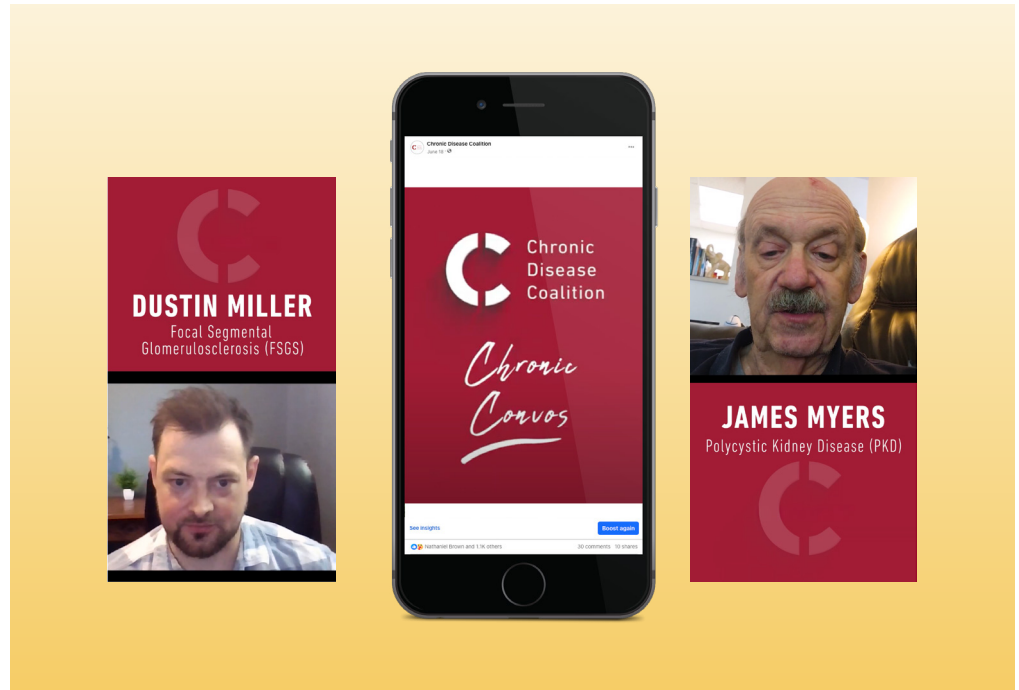 DUSTIN MILLER
Focal Segmental
Glomerulosclerosis (FSGS)
Chronic Disease Coalition
June 15
Chronic
Disease
Coalition
Chronic
Convos
See Insights
Boost again
Nathaniel Brown and 1.1K others
30 comments 10 shares
JAMES MYERS
Polycystic Kidney Disease (PKD)